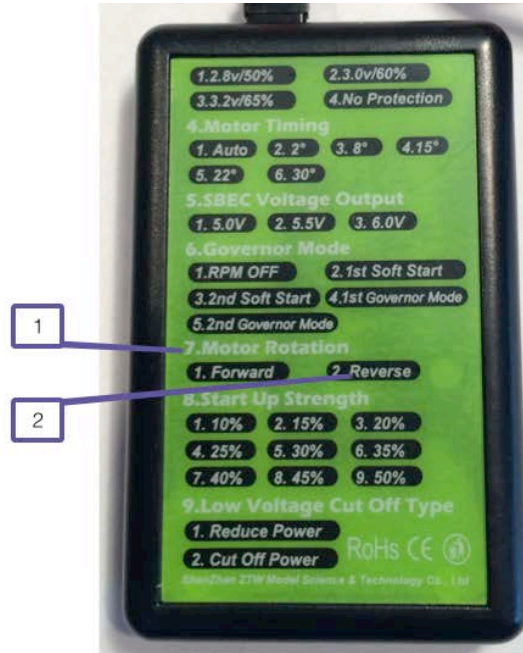 1.2.8v/50% 2.3.0v/60%
3.3.2v/65% 4.No Protection
4.Motor Timing
1. Auto 2. 2° 3. 8° 4.15°
5. 22° 6. 30°
5.SBEC Voltage Output
1. 5.0V 2. 5.5V 3. 6.0V
6.Governor Mode
1.RPM OFF 2.1st Soft Start
3.2nd Soft Start 4.1st Governor Mode
5.2nd Governor Mode
1
7.Motor Rotation
1. Forward 2. Reverse
2
8.Start Up Strength
1. 10% 2. 15% 3. 20%
4. 25% 5. 30% 6. 35%
7. 40% 8. 45% 9. 50%
9.Low Voltage Cut Off Type
1. Reduce Power
2. Cut Off Power
RoHs CE
ShenZhen ZTW Model Science & Technology Co., Ltd